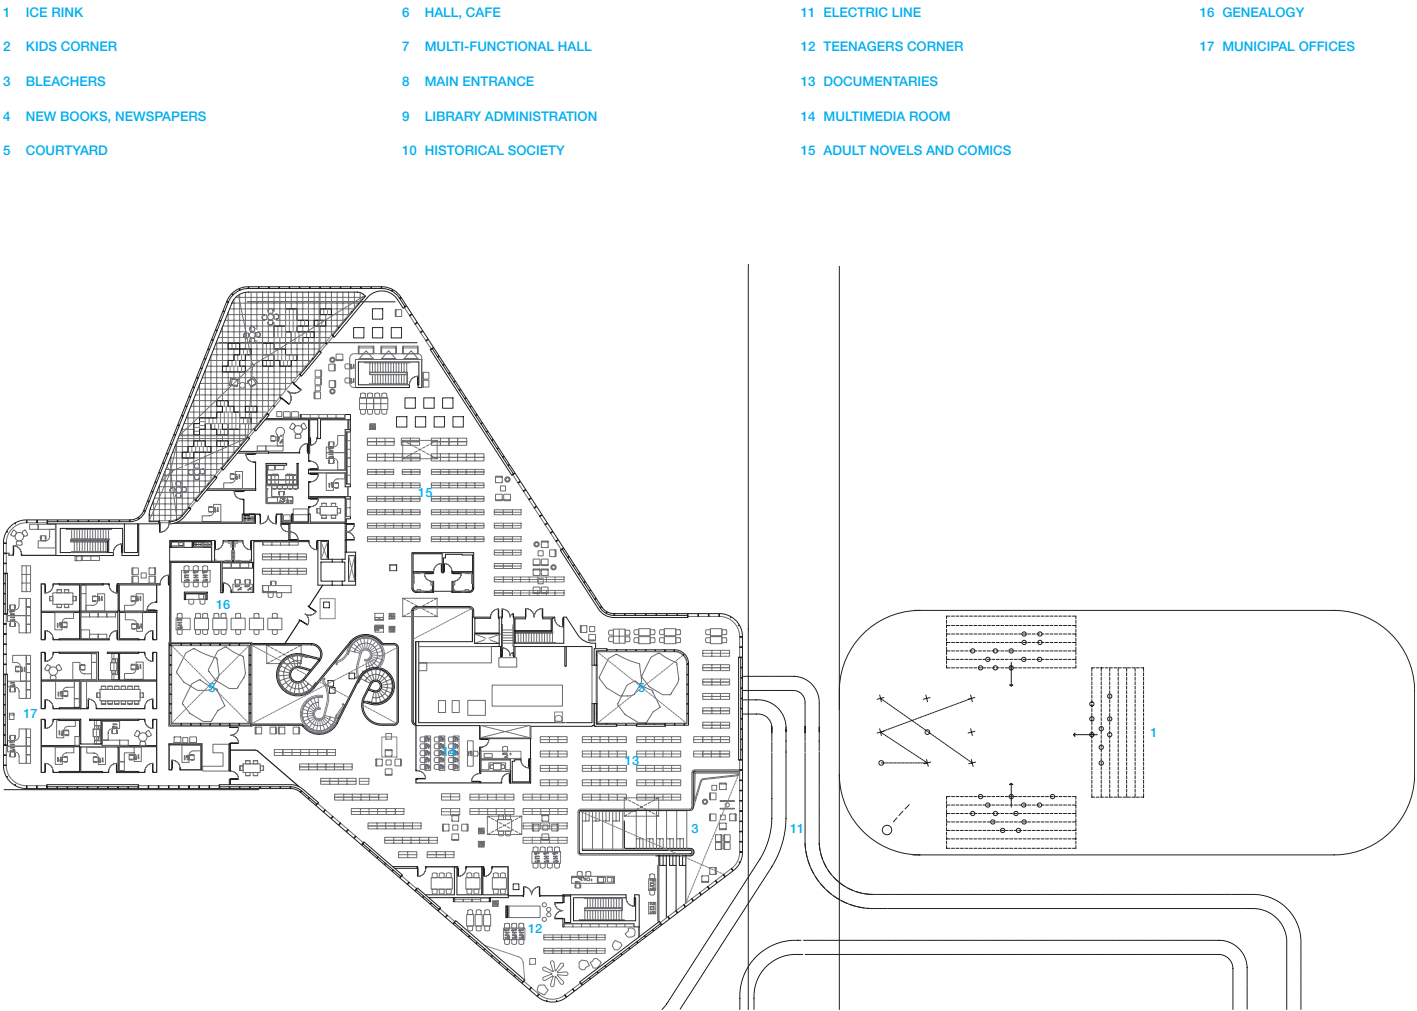 1 ICE RINK
2 KIDS CORNER
3 BLEACHERS
4 NEW BOOKS, NEWSPAPERS
5 COURTYARD
6 HALL, CAFE
7 MULTI-FUNCTIONAL HALL
8 MAIN ENTRANCE
9 LIBRARY ADMINISTRATION
10 HISTORICAL SOCIETY
11 ELECTRIC LINE
12 TEENAGERS CORNER
13 DOCUMENTARIES
14 MULTIMEDIA ROOM
15 ADULT NOVELS AND COMICS
16 GENEALOGY
17 MUNICIPAL OFFICES
15
16
5
5
17
1
14
13
3
11
12